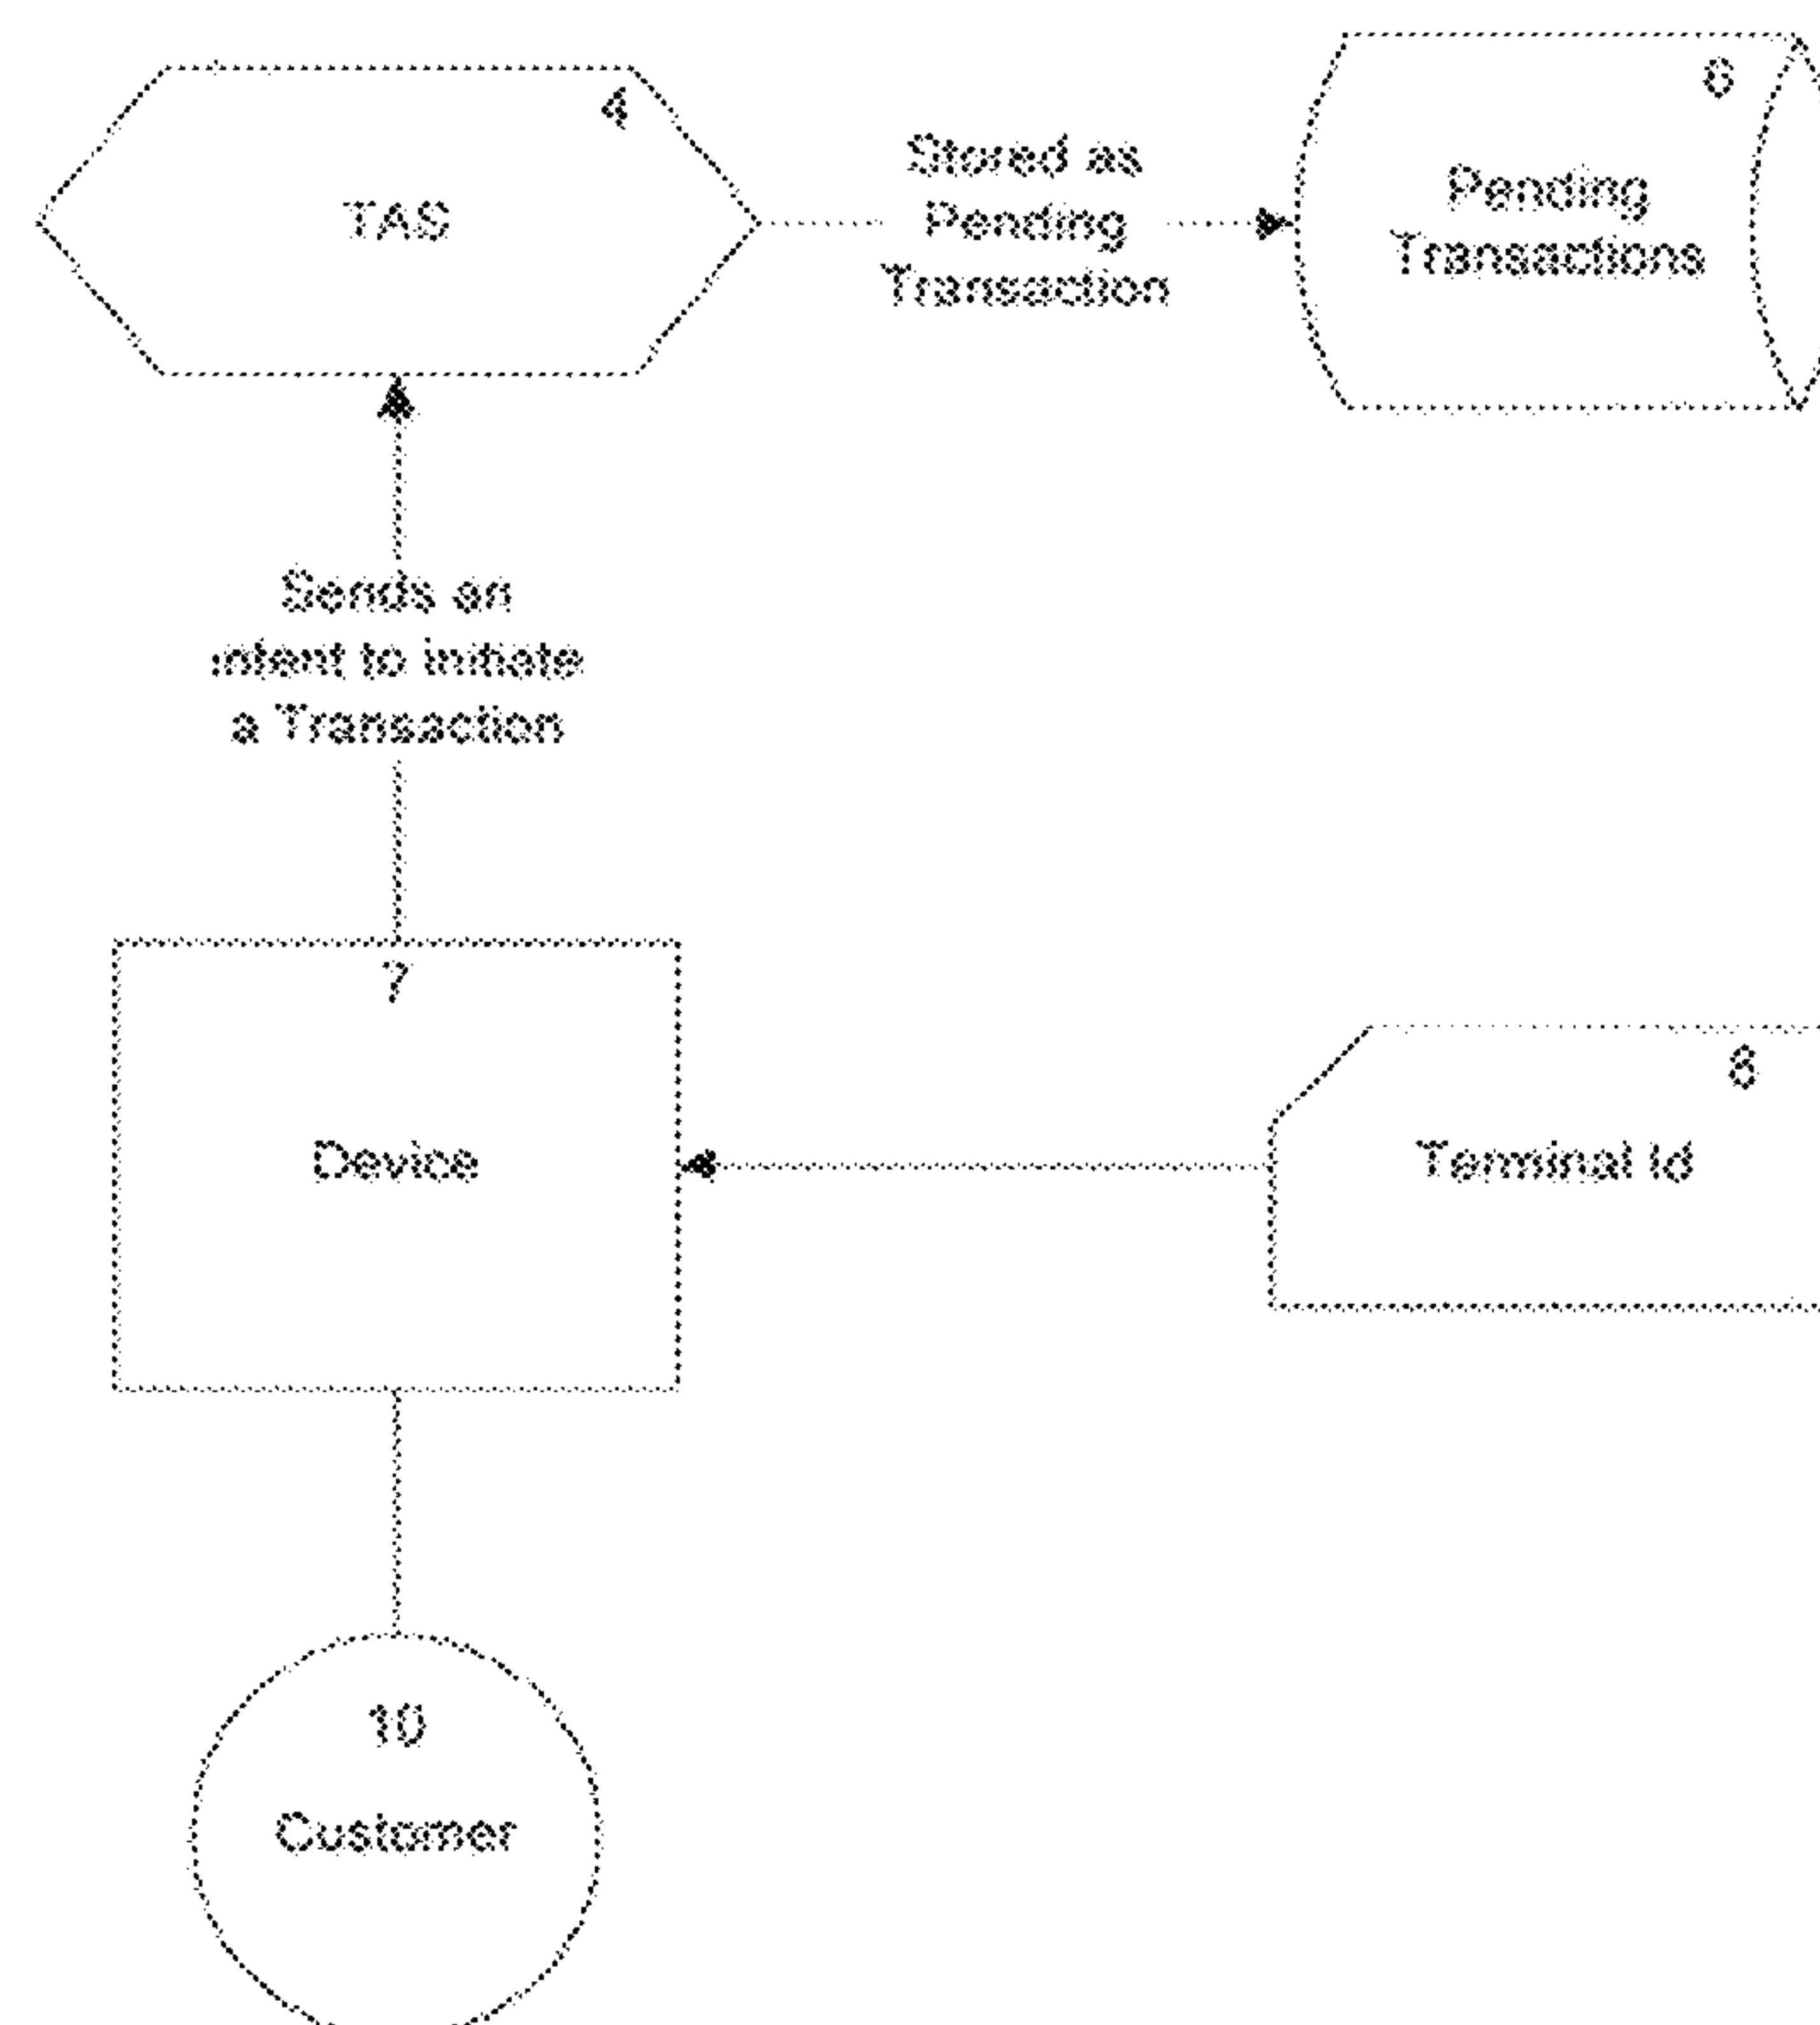 4
TAS
Stored as
Pending
Transaction
6
Pending
Transactions
Sends an
intent to initiate
a Transaction
7
Device
8
Terminal Id
10
Customer